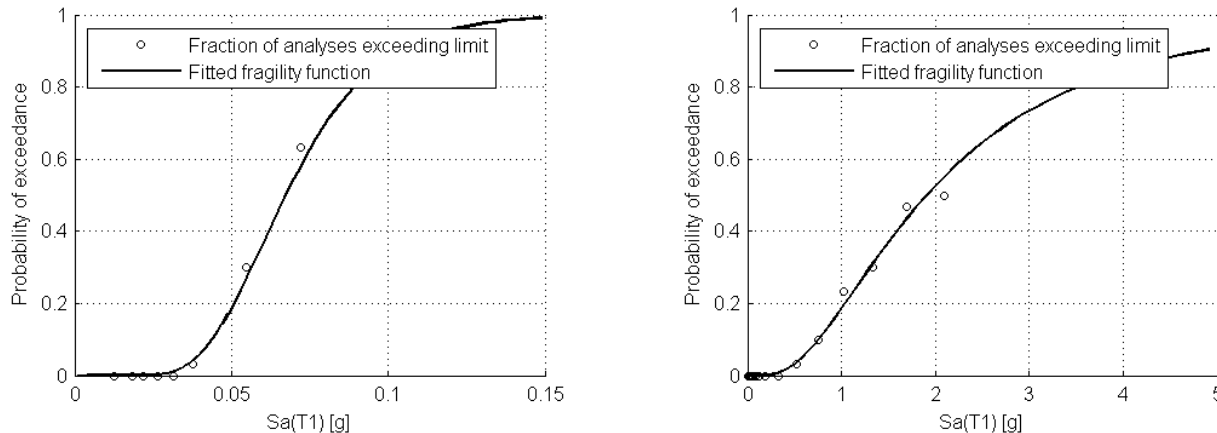 1
0.8
0.6
0.4
0.2
0
Probability of exceedance
Fraction of analyses exceeding limit
Fitted fragility function
0
0.05
0.1
0.15
Sa(T1) [g]
1
0.8
0.6
0.4
0.2
0
Probability of exceedance
Fraction of analyses exceeding limit
Fitted fragility function
0
1
2
3
4
5
Sa(T1) [g]